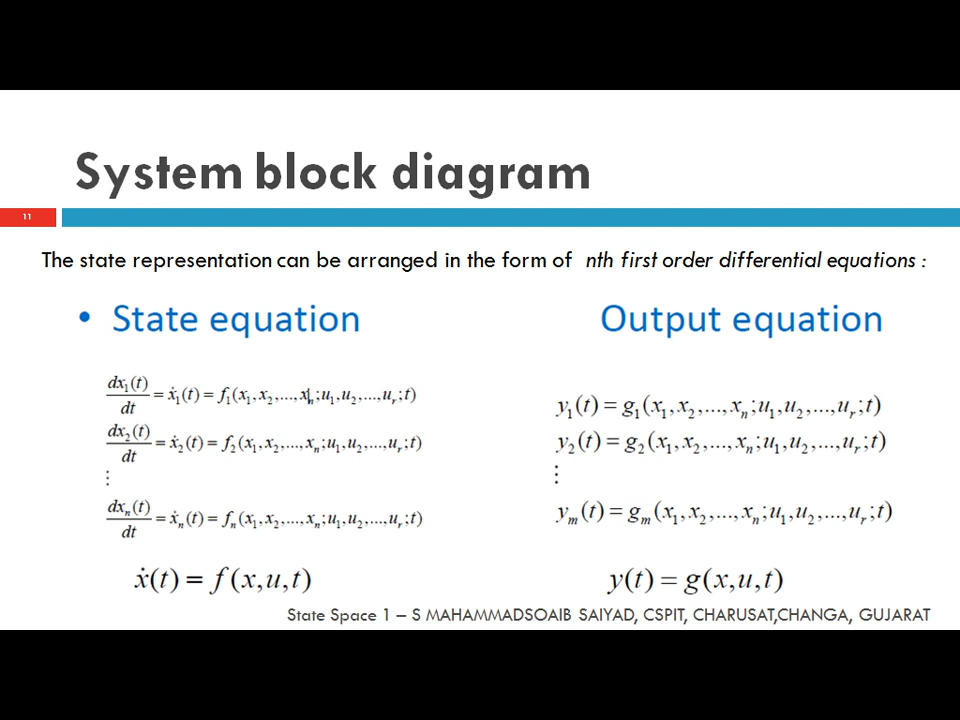 System block diagram
11
The state representation can be arranged in the form of nth first order differential equations :
• State equation
Output equation
dx₁(t)/dt = ẋ₁(t) = f₁(x₁,x₂,...,xₙ;u₁,u₂,...,uᵣ;t)
dx₂(t)/dt = ẋ₂(t) = f₂(x₁,x₂,...,xₙ;u₁,u₂,...,uᵣ;t)
⋮
dxₙ(t)/dt = ẋₙ(t) = fₙ(x₁,x₂,...,xₙ;u₁,u₂,...,uᵣ;t)
ẋ(t) = f(x,u,t)
y₁(t) = g₁(x₁,x₂,...,xₙ;u₁,u₂,...,uᵣ;t)
y₂(t) = g₂(x₁,x₂,...,xₙ;u₁,u₂,...,uᵣ;t)
⋮
yₘ(t) = gₘ(x₁,x₂,...,xₙ;u₁,u₂,...,uᵣ;t)
y(t) = g(x,u,t)
State Space 1 – S MAHAMMADSOAIB SAIYAD, CSPIT, CHARUSAT,CHANGA, GUJARAT